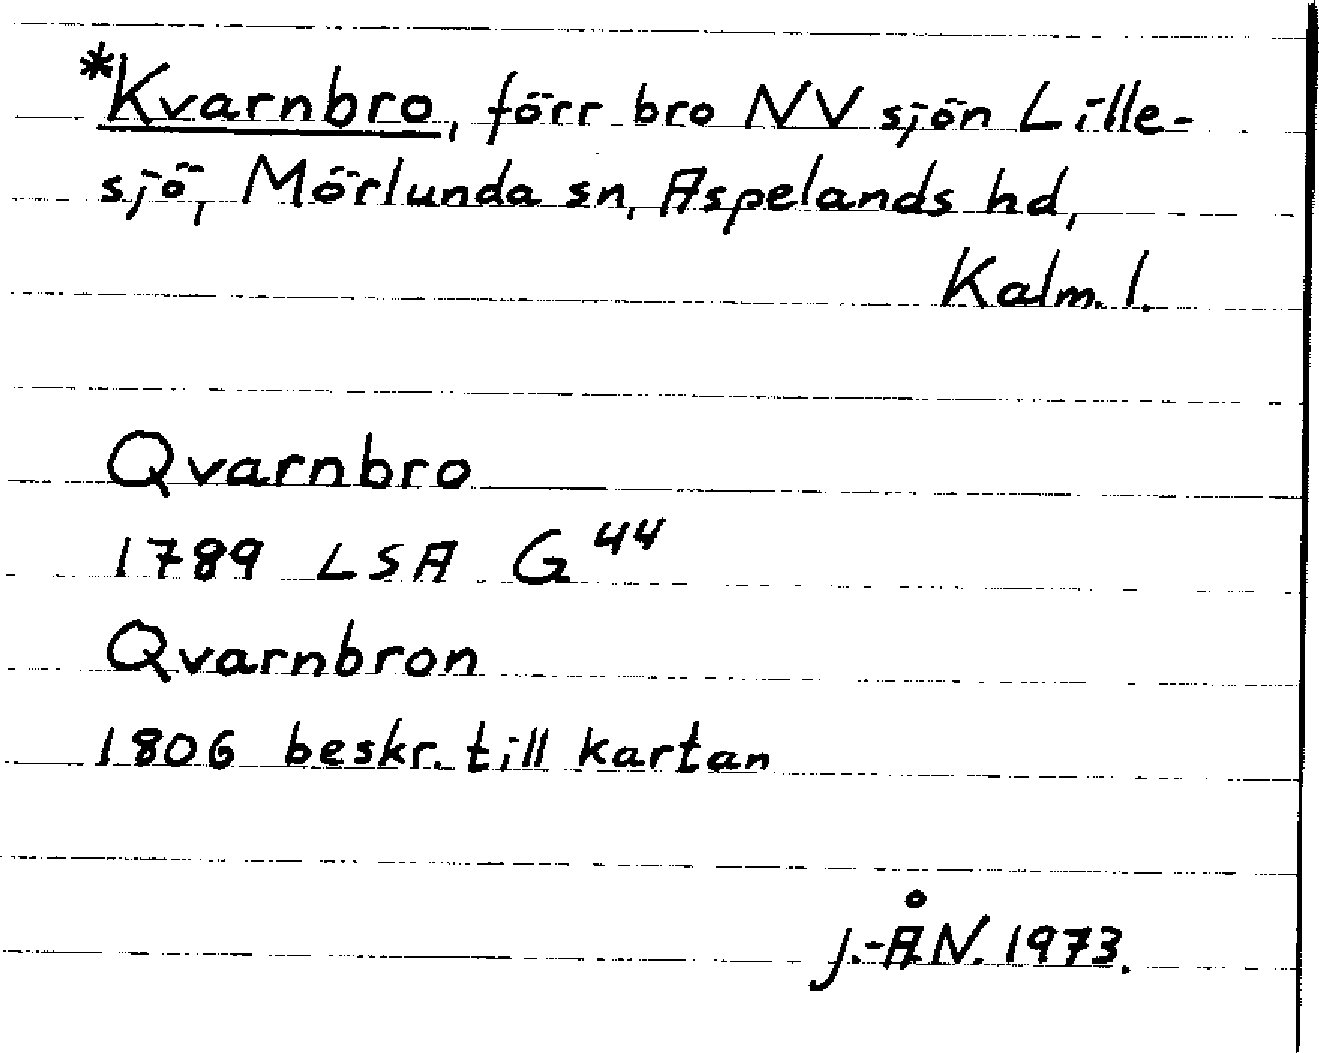 *Kvarnbro, förr bro NV sjön Lille-
sjö, Mörlunda sn, Aspelands hd,
Kalm. l.
Qvarnbro
1789 LSA G 44
Qvarnbron
1806 beskr. till kartan
J.-Å.N. 1973.